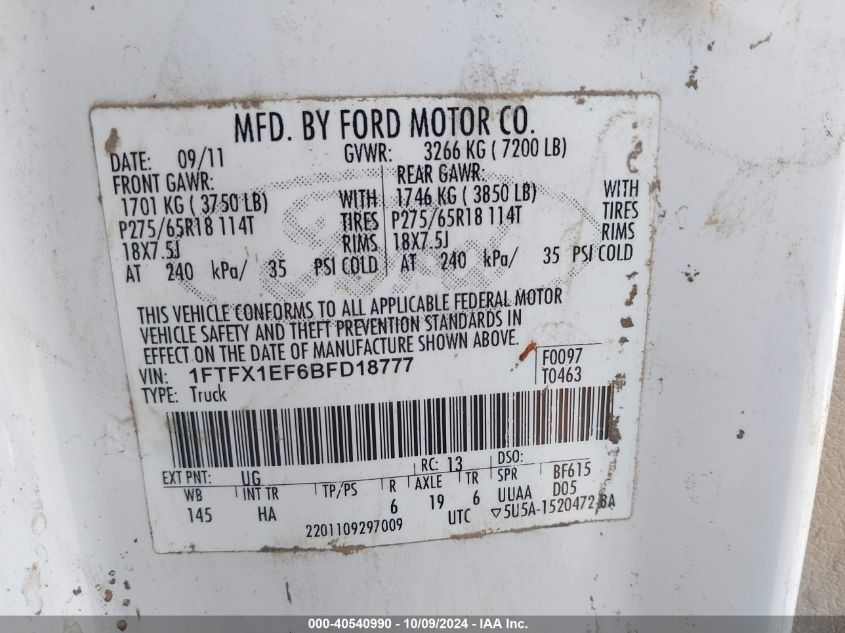 MFD. BY FORD MOTOR CO.
DATE: 09/11 GVWR: 3266 KG ( 7200 LB)
FRONT GAWR: REAR GAWR:
1701 KG ( 3750 LB) WITH 1746 KG ( 3850 LB) WITH
P275/65R18 114T TIRES P275/65R18 114T TIRES
18X7.5J RIMS 18X7.5J RIMS
AT 240 kPa/ 35 PSI COLD AT 240 kPa/ 35 PSI COLD
THIS VEHICLE CONFORMS TO ALL APPLICABLE FEDERAL MOTOR
VEHICLE SAFETY AND THEFT PREVENTION STANDARDS IN
EFFECT ON THE DATE OF MANUFACTURE SHOWN ABOVE.
VIN: 1FTFX1EF6BFD18777 F0097
TYPE: Truck T0463
EXT PNT: UG RC: 13 DSO:
WB INT TR TP/PS R AXLE TR SPR BF615
145 HA 6 19 6 UUAA D05
2201109297009 UTC ▽5U5A-1520472-BA
000-40540990 - 10/09/2024 - IAA Inc.